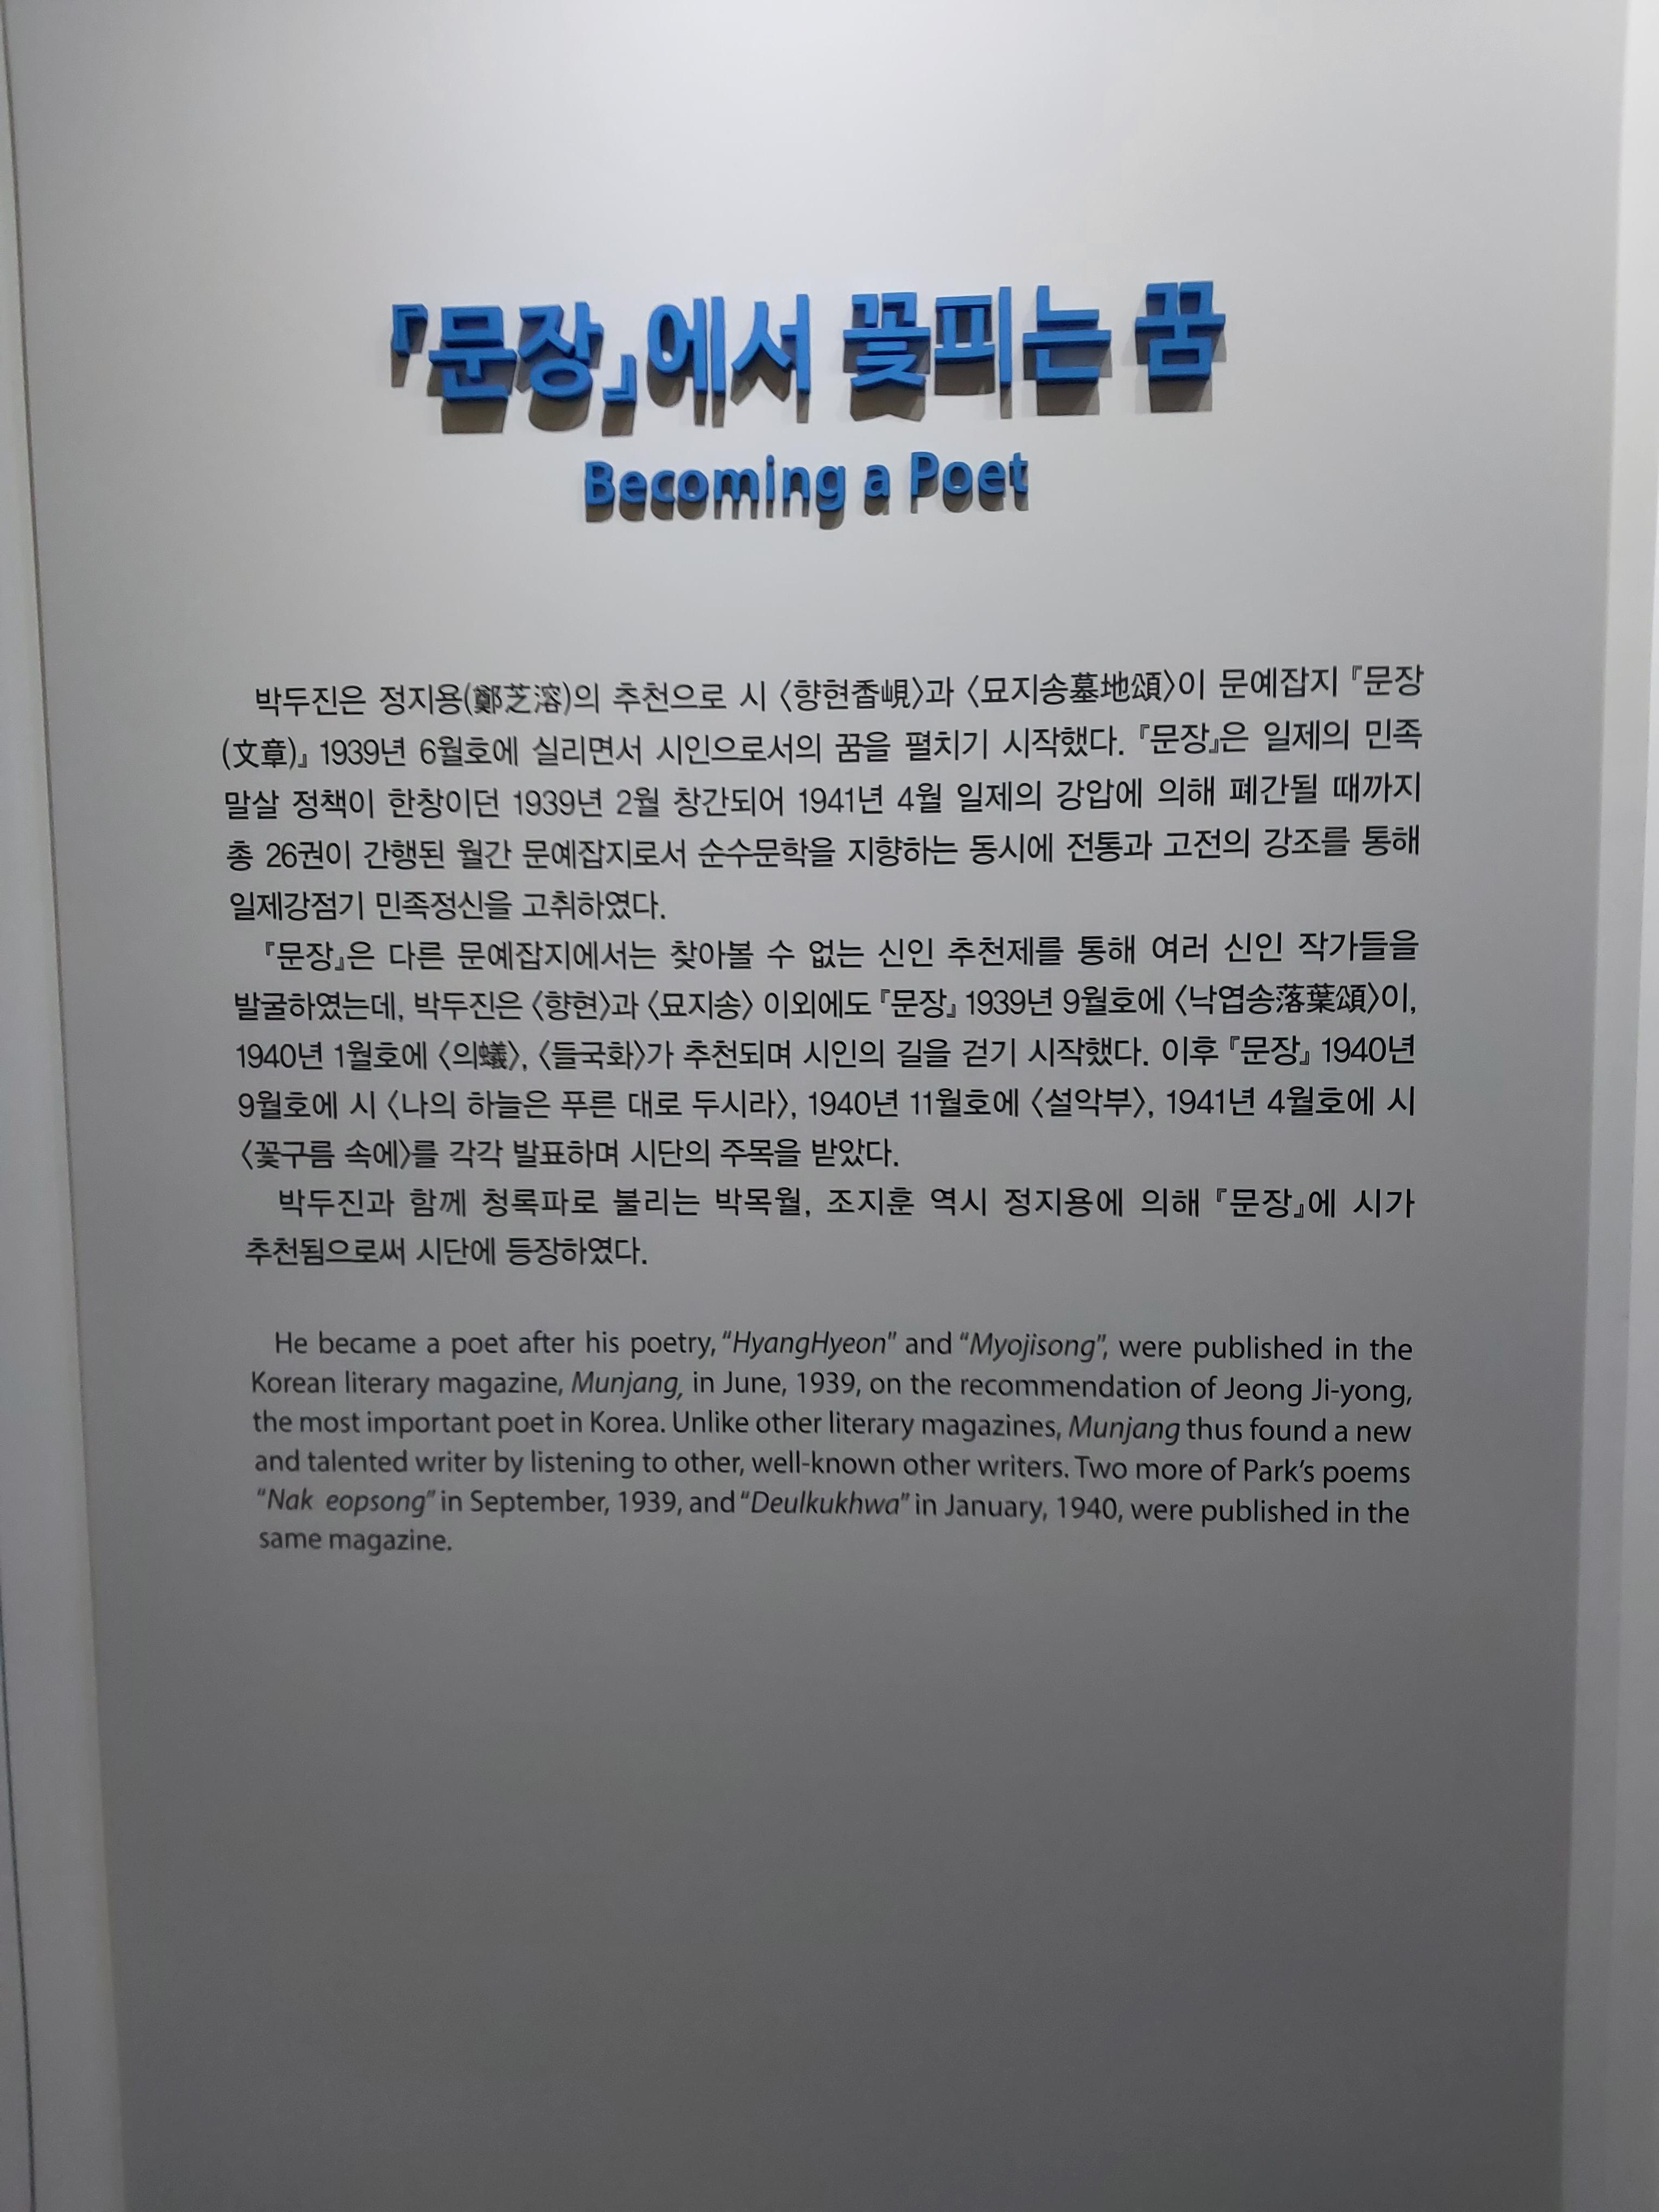 『문장』에서 꽃피는 꿈
Becoming a Poet
박두진은 정지용(鄭芝溶)의 추천으로 시 〈향현香峴〉과 〈묘지송墓地頌〉이 문예잡지 『문장
(文章)』 1939년 6월호에 실리면서 시인으로서의 꿈을 펼치기 시작했다. 『문장』은 일제의 민족
말살 정책이 한창이던 1939년 2월 창간되어 1941년 4월 일제의 강압에 의해 폐간될 때까지
총 26권이 간행된 월간 문예잡지로서 순수문학을 지향하는 동시에 전통과 고전의 강조를 통해
일제강점기 민족정신을 고취하였다.
『문장』은 다른 문예잡지에서는 찾아볼 수 없는 신인 추천제를 통해 여러 신인 작가들을
발굴하였는데, 박두진은 〈향현〉과 〈묘지송〉 이외에도 『문장』 1939년 9월호에 〈낙엽송落葉頌〉이,
1940년 1월호에 〈의蟻〉, 〈들국화〉가 추천되며 시인의 길을 걷기 시작했다. 이후 『문장』 1940년
9월호에 시 〈나의 하늘은 푸른 대로 두시라〉, 1940년 11월호에 〈설악부〉, 1941년 4월호에 시
〈꽃구름 속에〉를 각각 발표하며 시단의 주목을 받았다.
박두진과 함께 청록파로 불리는 박목월, 조지훈 역시 정지용에 의해 『문장』에 시가
추천됨으로써 시단에 등장하였다.
He became a poet after his poetry, “HyangHyeon” and “Myojisong”, were published in the
Korean literary magazine, Munjang, in June, 1939, on the recommendation of Jeong Ji-yong,
the most important poet in Korea. Unlike other literary magazines, Munjang thus found a new
and talented writer by listening to other, well-known other writers. Two more of Park’s poems
“Nak eopsong” in September, 1939, and “Deulkukhwa” in January, 1940, were published in the
same magazine.